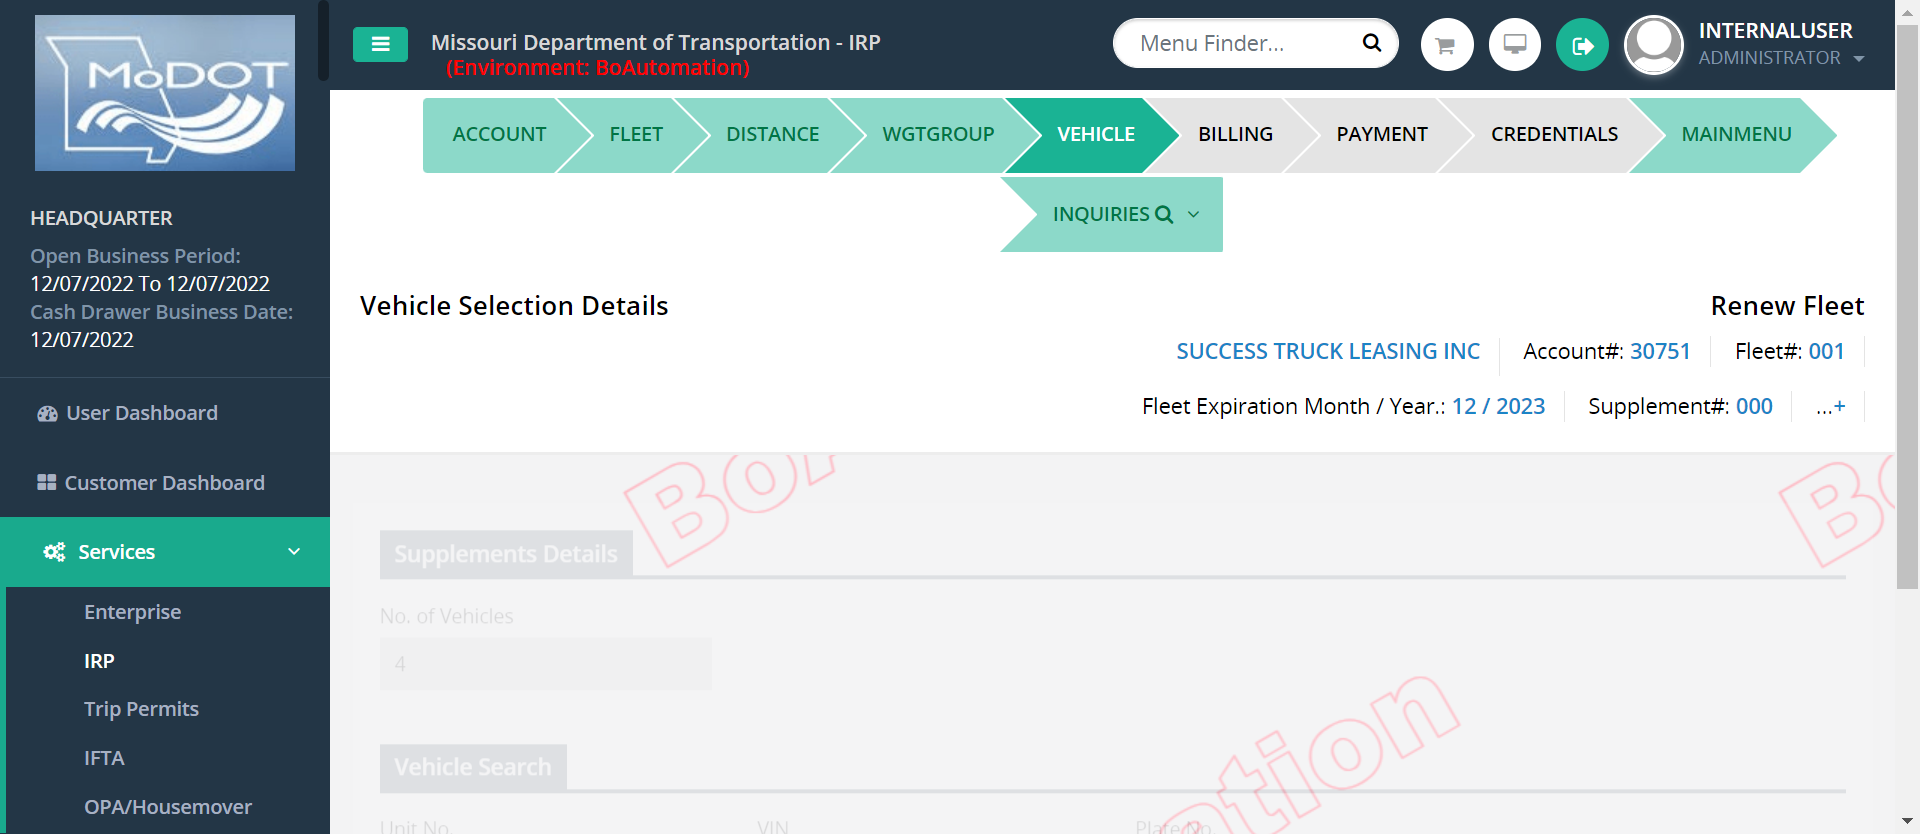 MoDOT
HEADQUARTER
Open Business Period:
12/07/2022 To 12/07/2022
Cash Drawer Business Date:
12/07/2022
User Dashboard
Customer Dashboard
Services
Enterprise
IRP
Trip Permits
IFTA
OPA/Housemover
Missouri Department of Transportation - IRP
(Environment: BoAutomation)
Menu Finder...
INTERNALUSER
ADMINISTRATOR
ACCOUNT
FLEET
DISTANCE
WGTGROUP
VEHICLE
BILLING
PAYMENT
CREDENTIALS
MAINMENU
INQUIRIES
Vehicle Selection Details
Renew Fleet
SUCCESS TRUCK LEASING INC
Account#: 30751
Fleet#: 001
Fleet Expiration Month / Year.: 12 / 2023
Supplement#: 000
...+
Supplements Details
No. of Vehicles
4
Vehicle Search
Unit No.
VIN
Plate No.